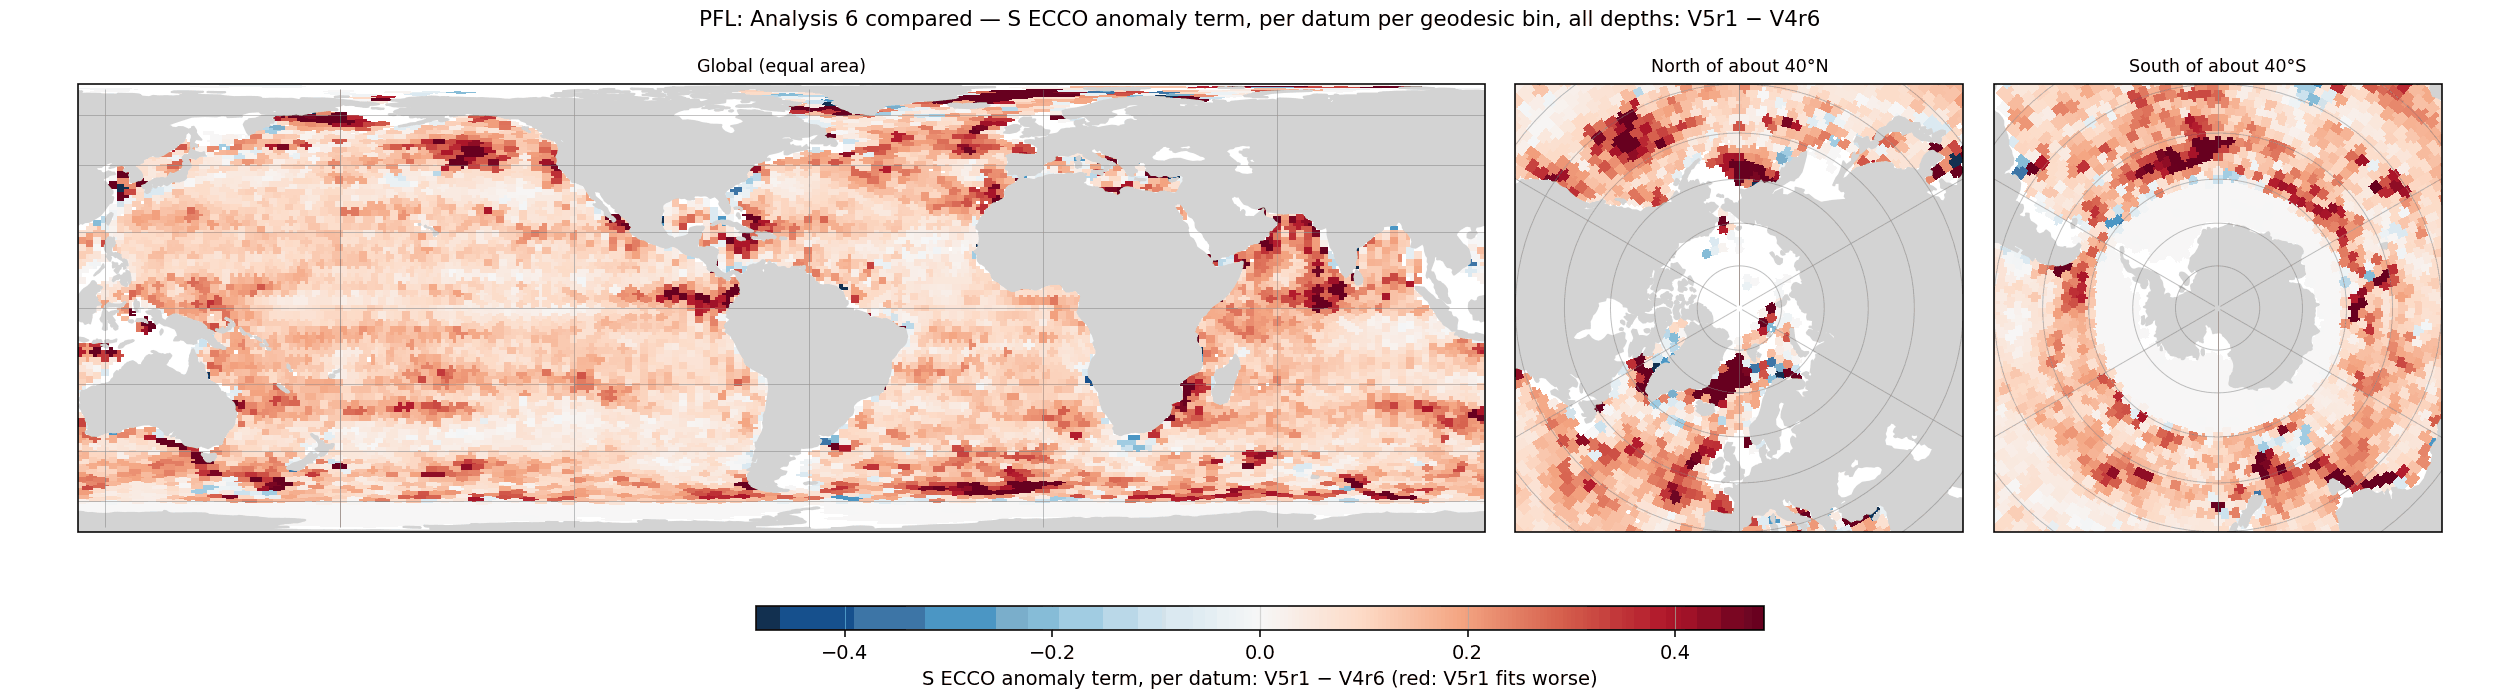 PFL: Analysis 6 compared — S ECCO anomaly term, per datum per geodesic bin, all depths: V5r1 − V4r6
Global (equal area)
North of about 40°N
South of about 40°S
−0.4
−0.2
0.0
0.2
0.4
S ECCO anomaly term, per datum: V5r1 − V4r6 (red: V5r1 fits worse)